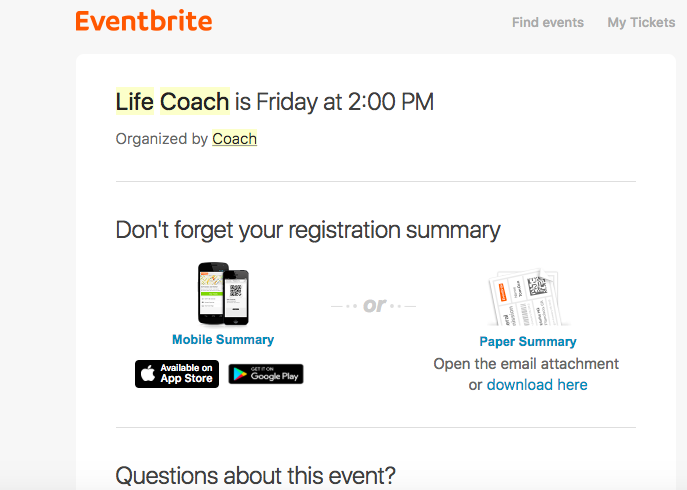 Eventbrite
Find events
My Tickets
Life Coach is Friday at 2:00 PM
Organized by Coach
Don't forget your registration summary
or
Mobile Summary
Paper Summary
Available on
App Store
GET IT ON
Google Play
Open the email attachment
or download here
Questions about this event?